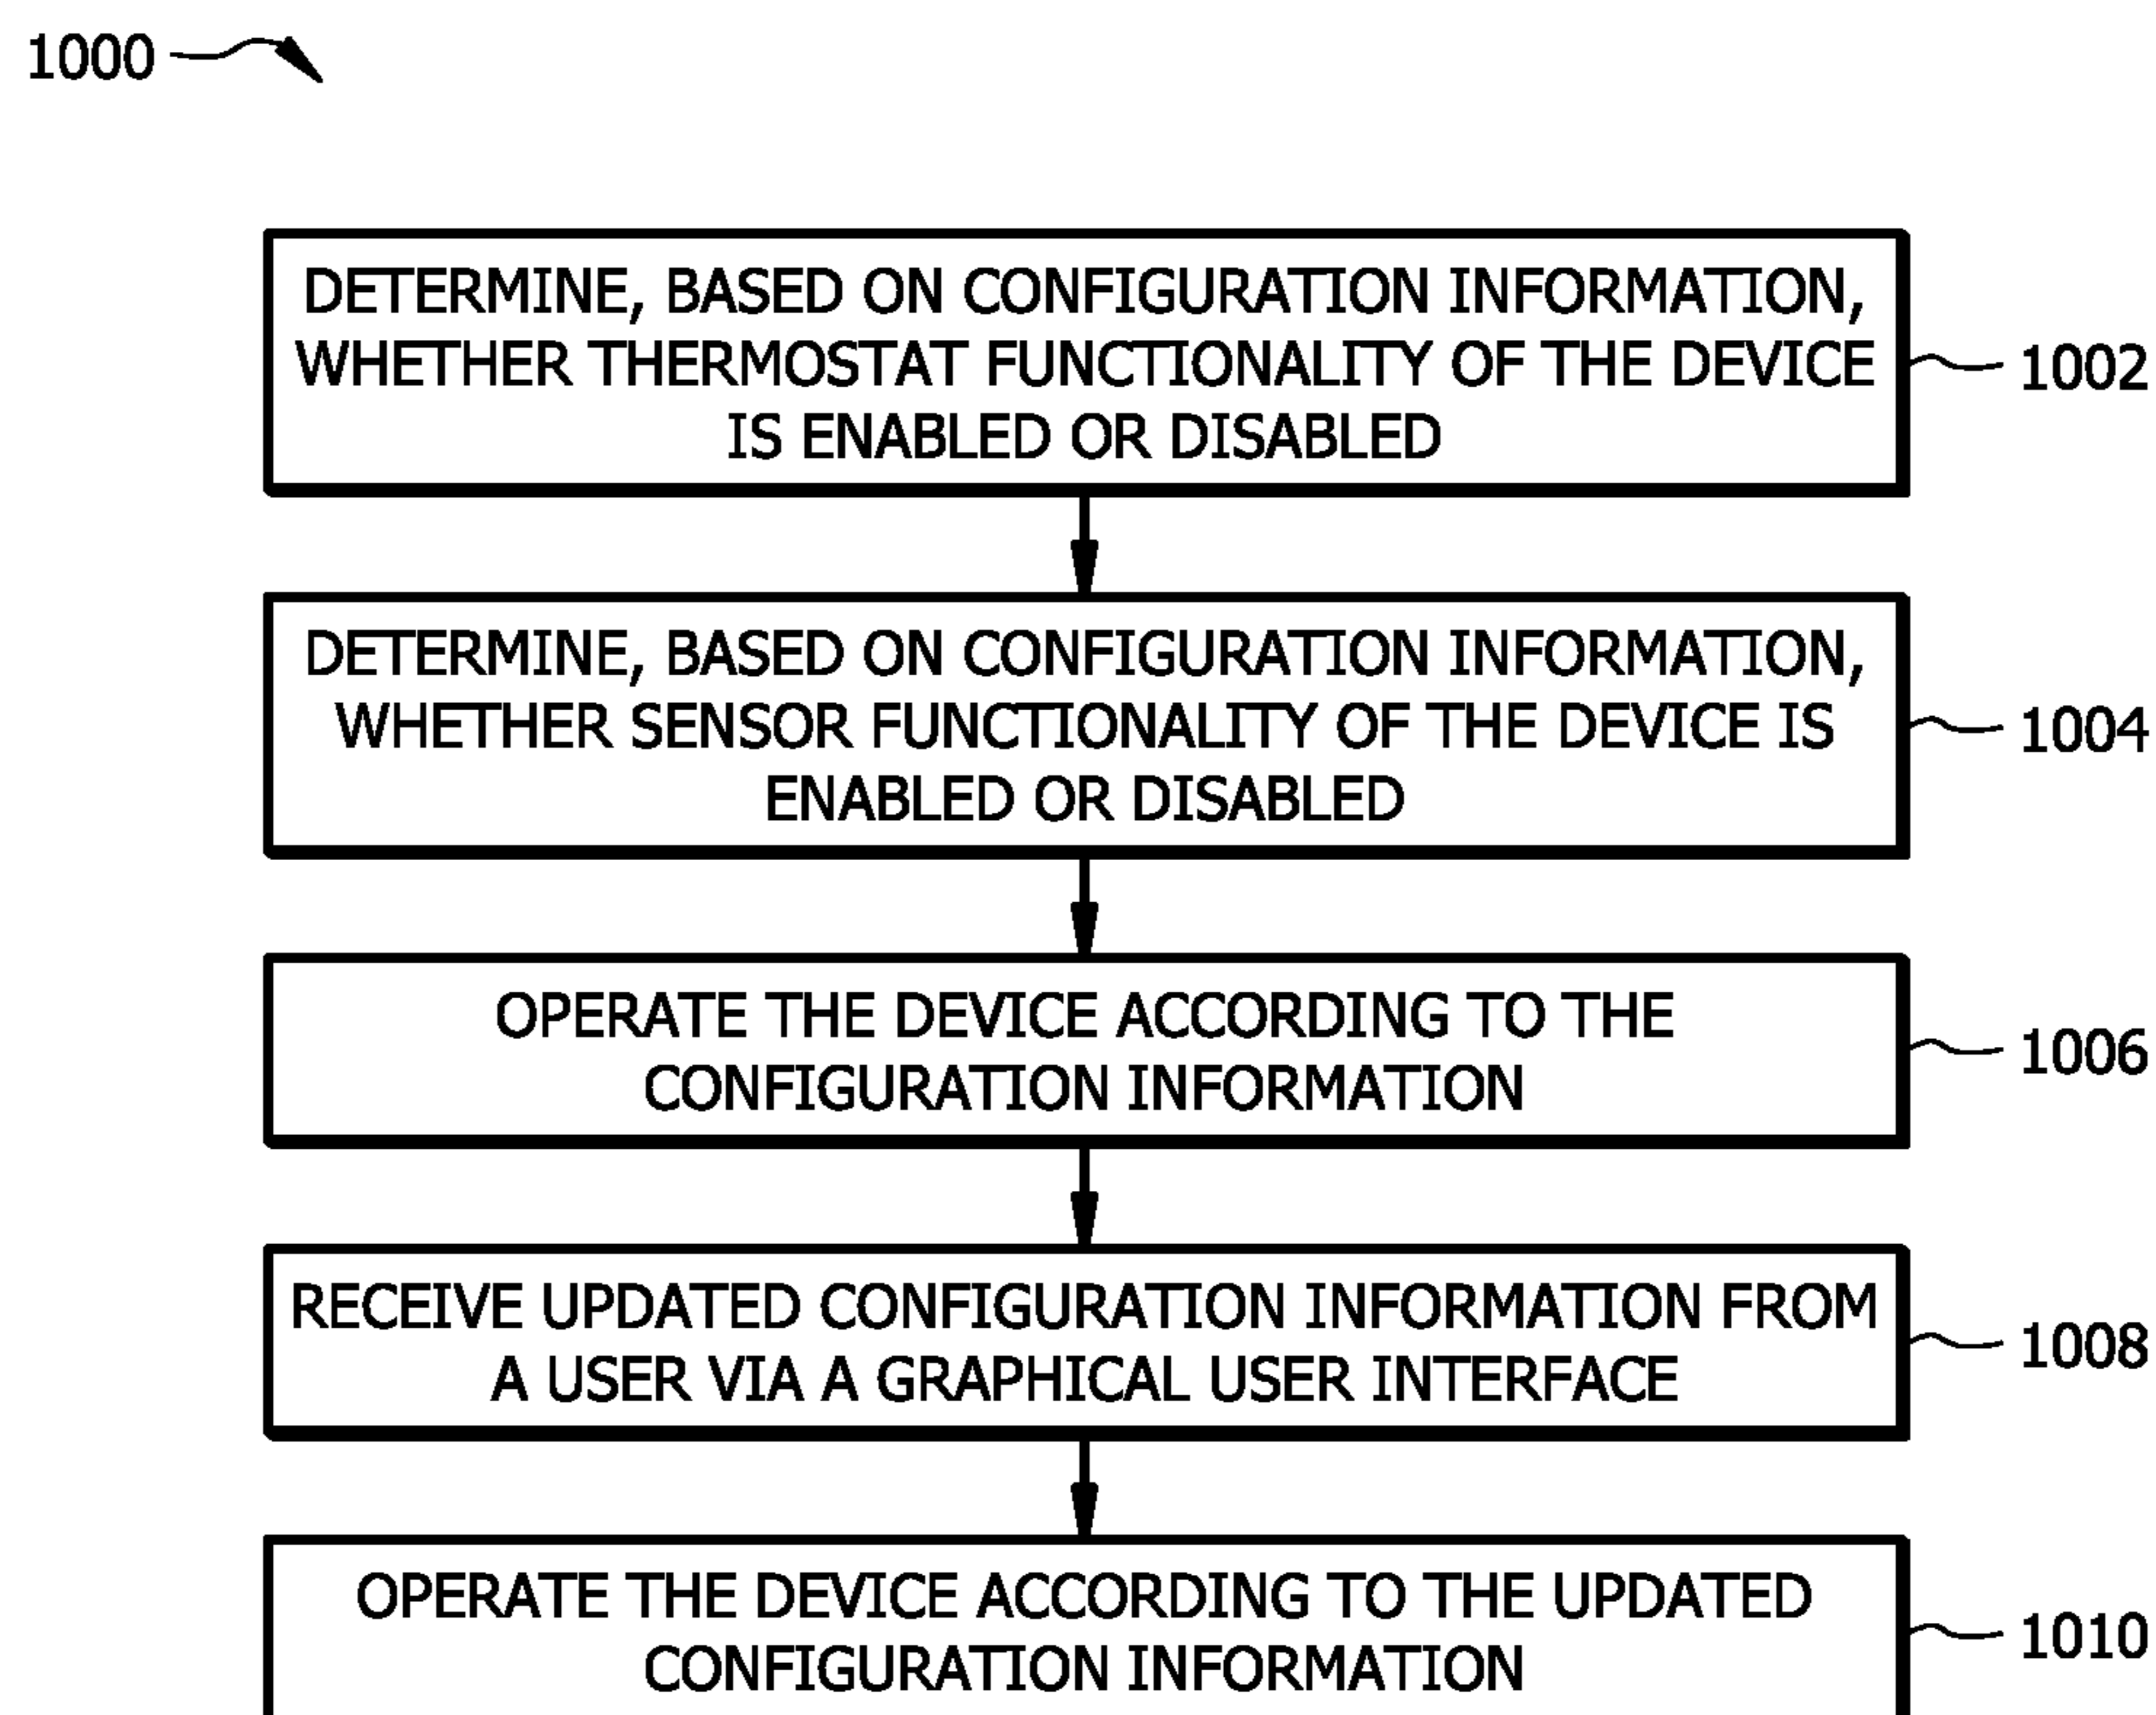 1000
DETERMINE, BASED ON CONFIGURATION INFORMATION,
WHETHER THERMOSTAT FUNCTIONALITY OF THE DEVICE
IS ENABLED OR DISABLED
1002
DETERMINE, BASED ON CONFIGURATION INFORMATION,
WHETHER SENSOR FUNCTIONALITY OF THE DEVICE IS
ENABLED OR DISABLED
1004
OPERATE THE DEVICE ACCORDING TO THE
CONFIGURATION INFORMATION
1006
RECEIVE UPDATED CONFIGURATION INFORMATION FROM
A USER VIA A GRAPHICAL USER INTERFACE
1008
OPERATE THE DEVICE ACCORDING TO THE UPDATED
CONFIGURATION INFORMATION
1010